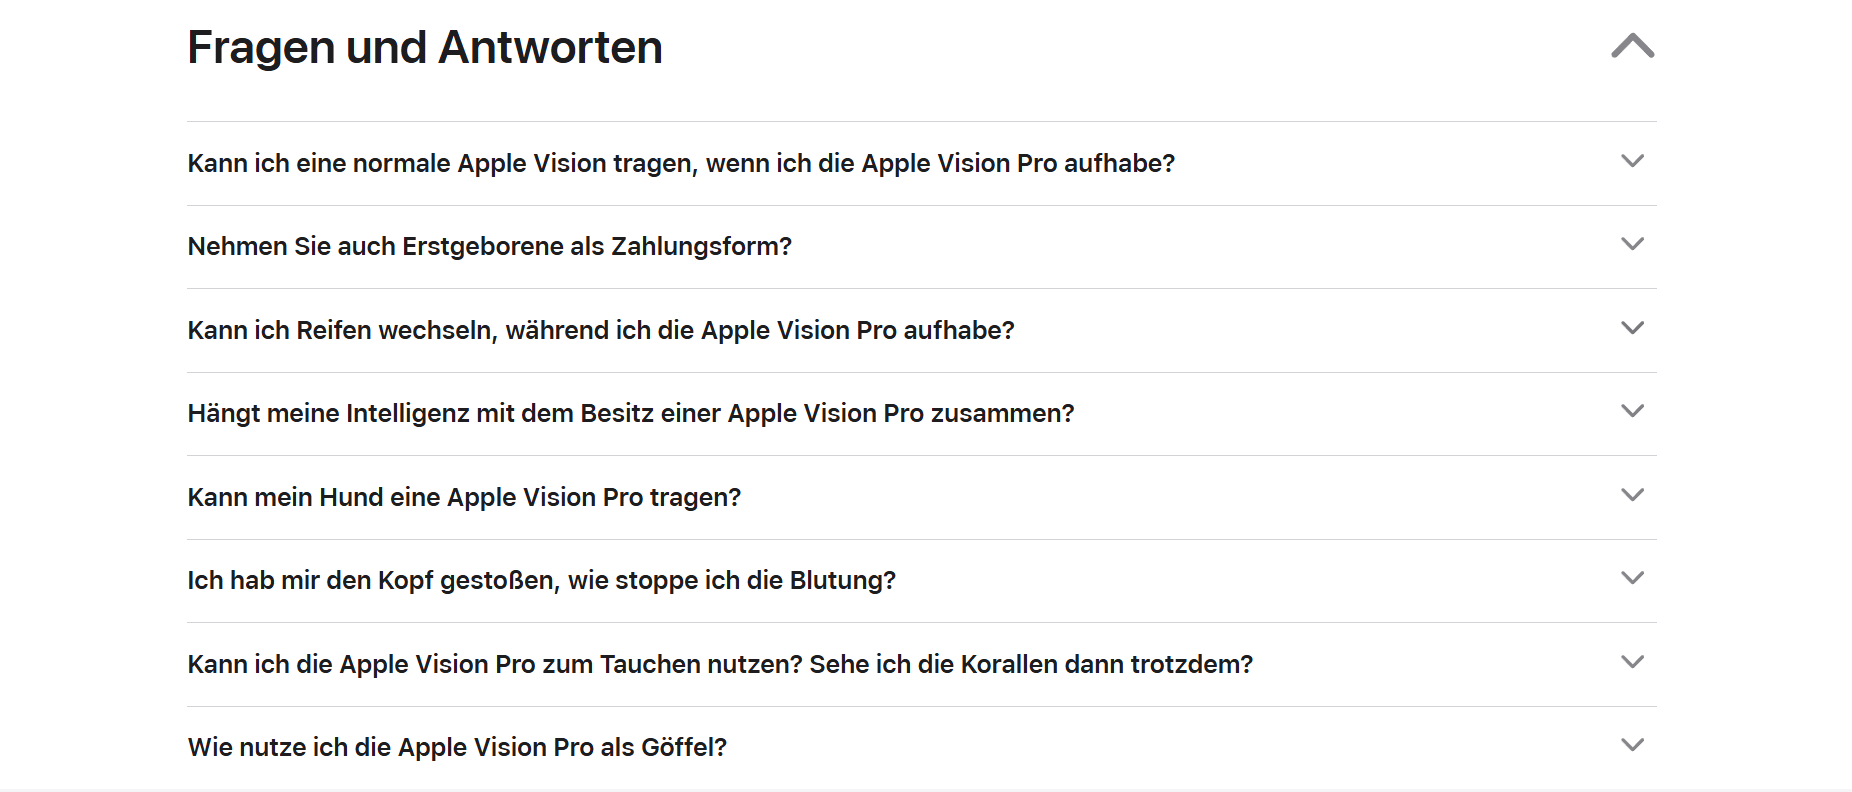 Fragen und Antworten
Kann ich eine normale Apple Vision tragen, wenn ich die Apple Vision Pro aufhabe?
Nehmen Sie auch Erstgeborene als Zahlungsform?
Kann ich Reifen wechseln, während ich die Apple Vision Pro aufhabe?
Hängt meine Intelligenz mit dem Besitz einer Apple Vision Pro zusammen?
Kann mein Hund eine Apple Vision Pro tragen?
Ich hab mir den Kopf gestoßen, wie stoppe ich die Blutung?
Kann ich die Apple Vision Pro zum Tauchen nutzen? Sehe ich die Korallen dann trotzdem?
Wie nutze ich die Apple Vision Pro als Göffel?